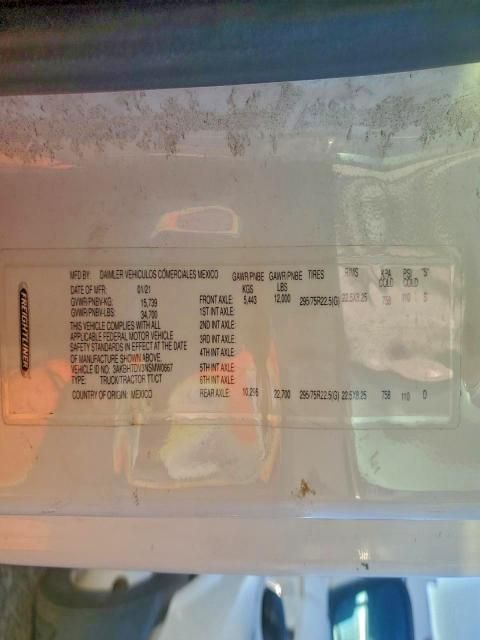 FREIGHTLINER
MFD BY: DAIMLER VEHICULOS COMERCIALES MEXICO
DATE OF MFR: 01/21
GVWR/PNBV-KG: 15,739
GVWR/PNBV-LBS: 34,700
THIS VEHICLE COMPLIES WITH ALL
APPLICABLE FEDERAL MOTOR VEHICLE
SAFETY STANDARDS IN EFFECT AT THE DATE
OF MANUFACTURE SHOWN ABOVE.
VEHICLE ID NO:
TYPE: TRUCK/TRACTOR TT/CT
COUNTRY OF ORIGIN: MEXICO
GAWR/PNBE KGS GAWR/PNBE LBS TIRES RIMS KPA COLD PSI COLD "S"
FRONT AXLE: 5,443 12,000 295/75R22.5(G) 22.5X8.25 758 110 S
1ST INT AXLE:
2ND INT AXLE:
3RD INT AXLE:
4TH INT AXLE:
5TH INT AXLE:
6TH INT AXLE:
REAR AXLE: 10,296 22,700 295/75R22.5(G) 22.5X8.25 758 110 D